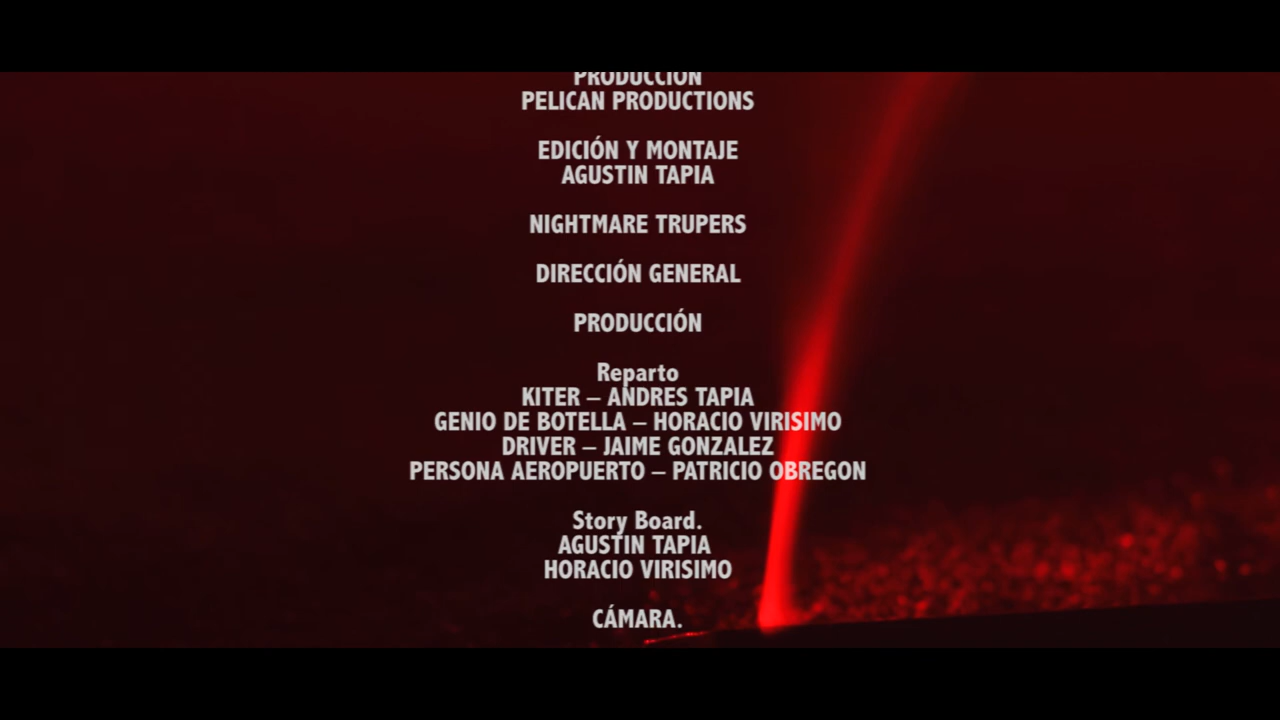 PRODUCCIÓN
PELICAN PRODUCTIONS
EDICIÓN Y MONTAJE
AGUSTIN TAPIA
NIGHTMARE TRUPERS
DIRECCIÓN GENERAL
PRODUCCIÓN
Reparto
KITER – ANDRES TAPIA
GENIO DE BOTELLA – HORACIO VIRISIMO
DRIVER – JAIME GONZALEZ
PERSONA AEROPUERTO – PATRICIO OBREGON
Story Board.
AGUSTIN TAPIA
HORACIO VIRISIMO
CÁMARA.